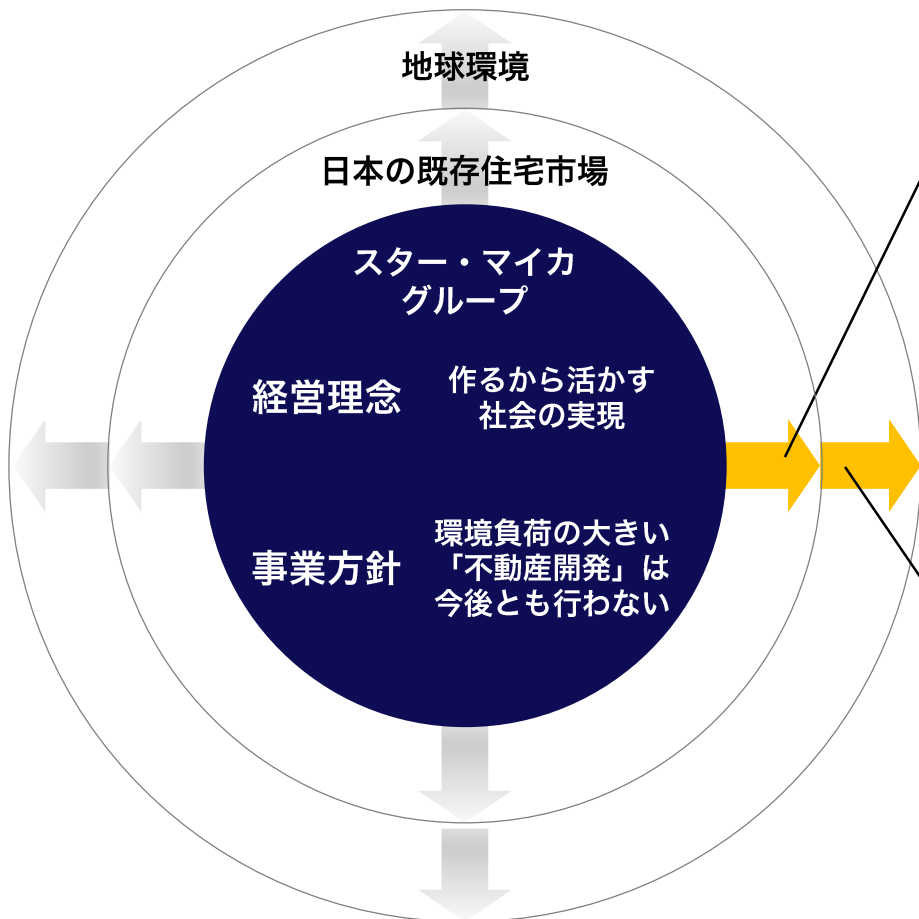 地球環境
日本の既存住宅市場
スター・マイカ
グループ
経営理念
作るから活かす
社会の実現
事業方針
環境負荷の大きい
「不動産開発」は
今後とも行わない